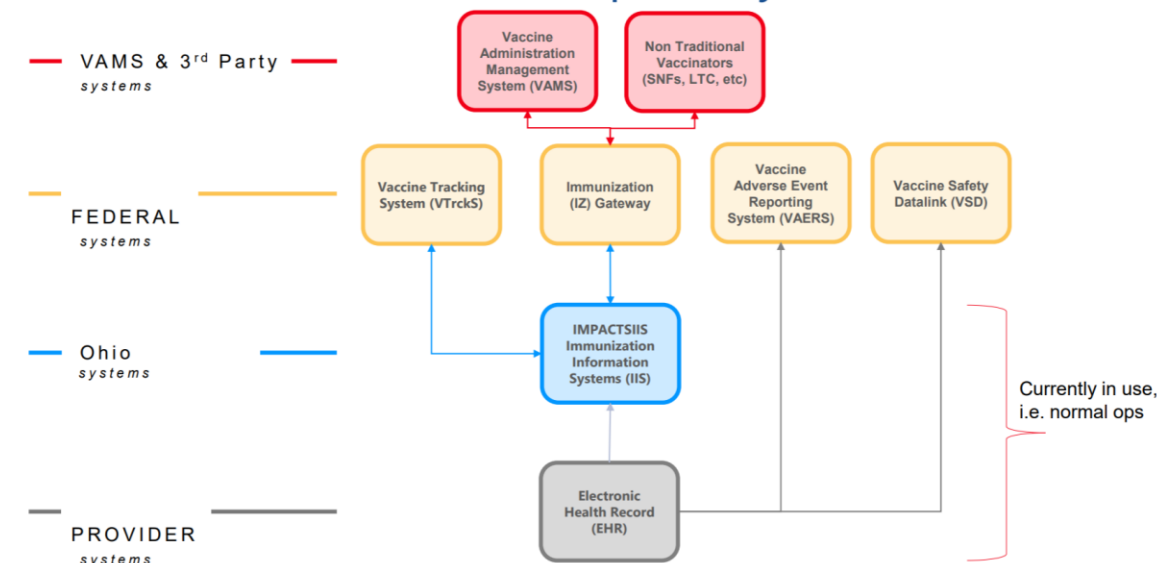 Vaccine
Administration
Management
System (VAMS)
Non Traditional
Vaccinators
(SNFs, LTC, etc)
VAMS & 3rd Party
systems
Vaccine Tracking
System (VTrckS)
Immunization
(IZ) Gateway
Vaccine
Adverse Event
Reporting
System (VAERS)
Vaccine Safety
Datalink (VSD)
FEDERAL
systems
IMPACTSIIS
Immunization
Information
Systems (IIS)
Ohio
systems
Currently in use,
i.e. normal ops
Electronic
Health Record
(EHR)
PROVIDER
systems